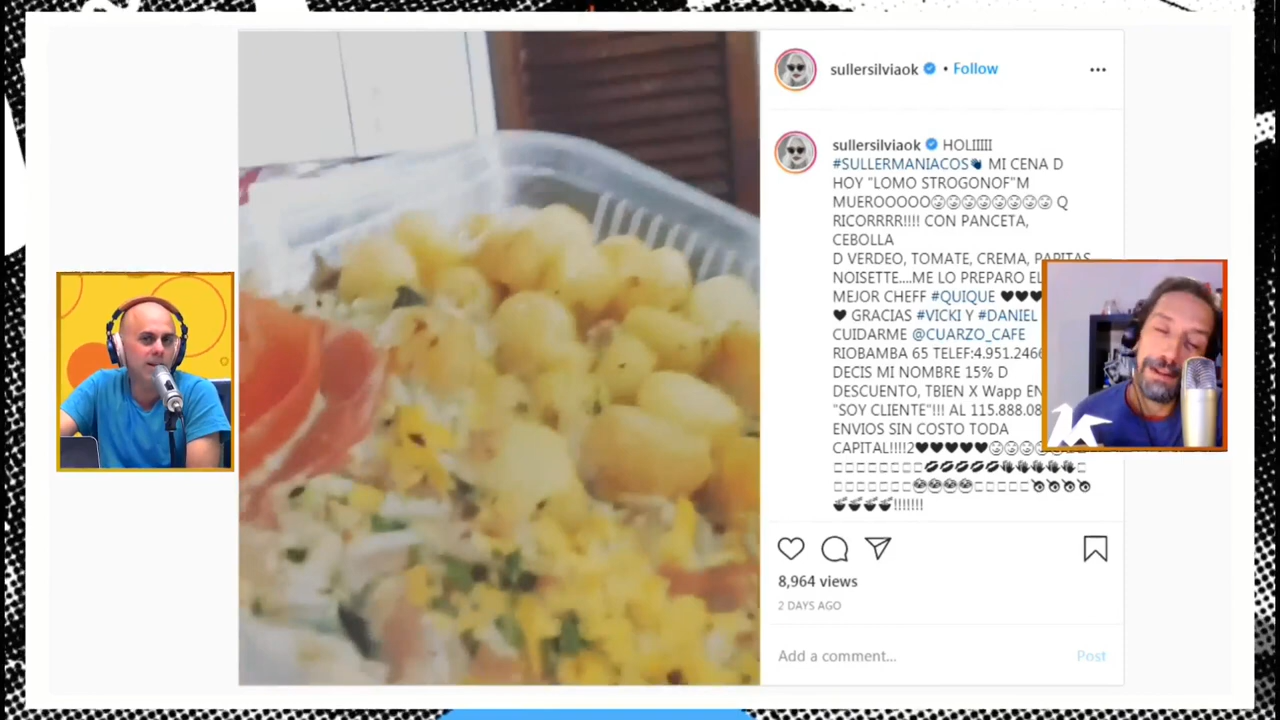 sullersilviaok • Follow
sullersilviaok HOLIIIII
#SULLERMANIACOS MI CENA D
HOY "LOMO STROGONOF"M
MUEROOOOO Q
RICORRRR!!!! CON PANCETA,
CEBOLLA
D VERDEO, TOMATE, CREMA, PAPITAS
NOISETTE....ME LO PREPARO EL
MEJOR CHEFF #QUIQUE
GRACIAS #VICKI Y #DANIEL
CUIDARME @CUARZO_CAFE
RIOBAMBA 65 TELEF:4.951.2466
DECIS MI NOMBRE 15% D
DESCUENTO, TBIEN X Wapp EN
"SOY CLIENTE"!!! AL 115.888.08
ENVIOS SIN COSTO TODA
CAPITAL!!!!2
!!!!!!!
8,964 views
2 DAYS AGO
Add a comment... Post